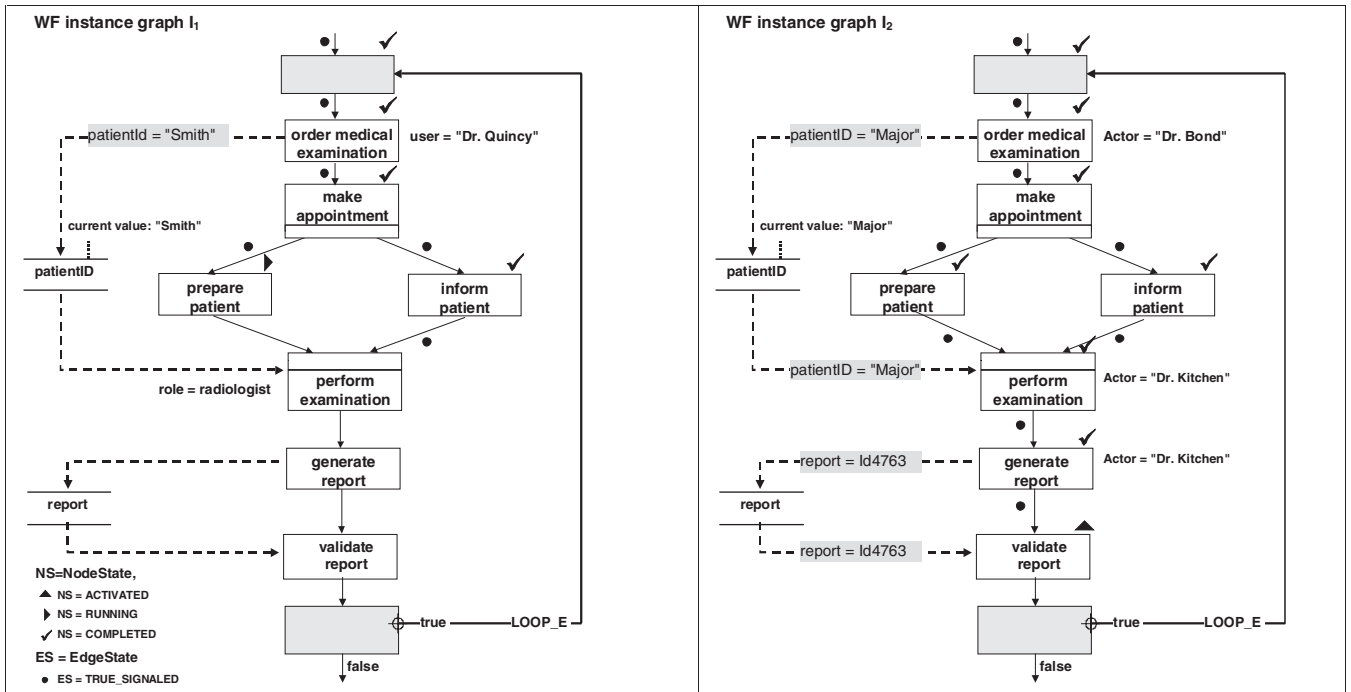 WF instance graph I1
patientId = "Smith"
order medical
examination
user = "Dr. Quincy"
make
appointment
current value: "Smith"
patientID
prepare
patient
inform
patient
role = radiologist
perform
examination
generate
report
report
validate
report
NS=NodeState,
NS = ACTIVATED
NS = RUNNING
NS = COMPLETED
ES = EdgeState
ES = TRUE_SIGNALED
true
LOOP_E
false
WF instance graph I2
patientID = "Major"
order medical
examination
Actor = "Dr. Bond"
make
appointment
current value: "Major"
patientID
prepare
patient
inform
patient
patientID = "Major"
perform
examination
Actor = "Dr. Kitchen"
report = Id4763
generate
report
Actor = "Dr. Kitchen"
report
report = Id4763
validate
report
true
LOOP_E
false